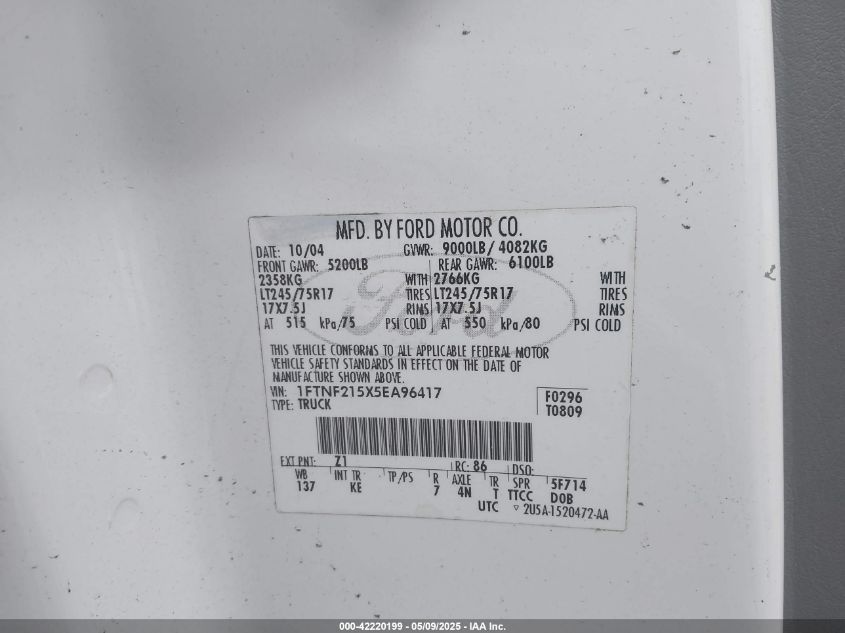 MFD. BY FORD MOTOR CO.
DATE: 10/04 GVWR: 9000LB/ 4082KG
FRONT GAWR: 5200LB REAR GAWR: 6100LB
2358KG WITH 2766KG WITH
LT245/75R17 TIRES LT245/75R17 TIRES
17X7.5J RIMS 17X7.5J RIMS
AT 515 kPa/75 PSI COLD AT 550 kPa/80 PSI COLD
Ford
THIS VEHICLE CONFORMS TO ALL APPLICABLE FEDERAL MOTOR
VEHICLE SAFETY STANDARDS IN EFFECT ON THE DATE OF
MANUFACTURE SHOWN ABOVE.
VIN: 1FTNF215X5EA96417 F0296
TYPE: TRUCK T0809
EXT PNT: Z1 RC: 86 DSO:
WB INT TR TP/PS R AXLE TR SPR 5F714
137 KE 7 4N T TTCC DOB
UTC ▽ 2U5A-1520472-AA
000-42220199 - 05/09/2025 - IAA Inc.